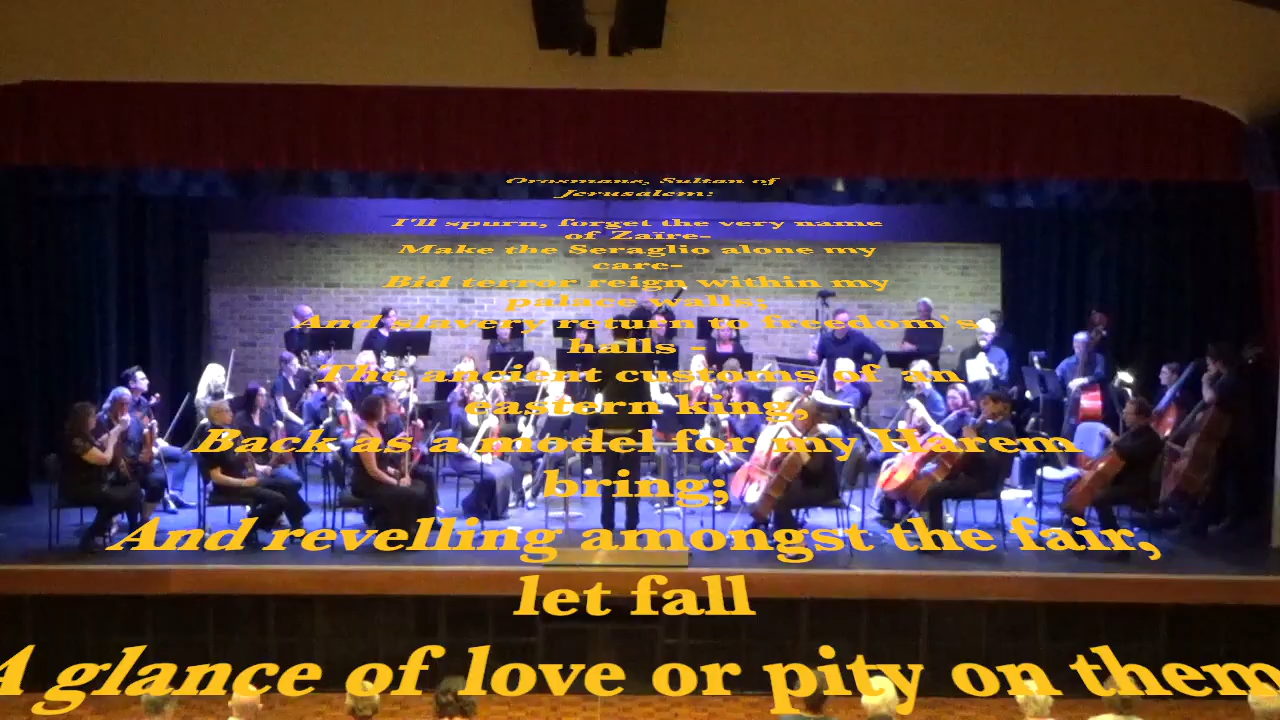 Orosmane, Sultan of
Jerusalem:
I'll spurn, forget the very name
of Zaïre-
Make the Seraglio alone my
care-
Bid terror reign within my
palace walls;
And slavery return to freedom's
halls -
The ancient customs of an
eastern king,
Back as a model for my Harem
bring;
And revelling amongst the fair,
let fall
A glance of love or pity on them